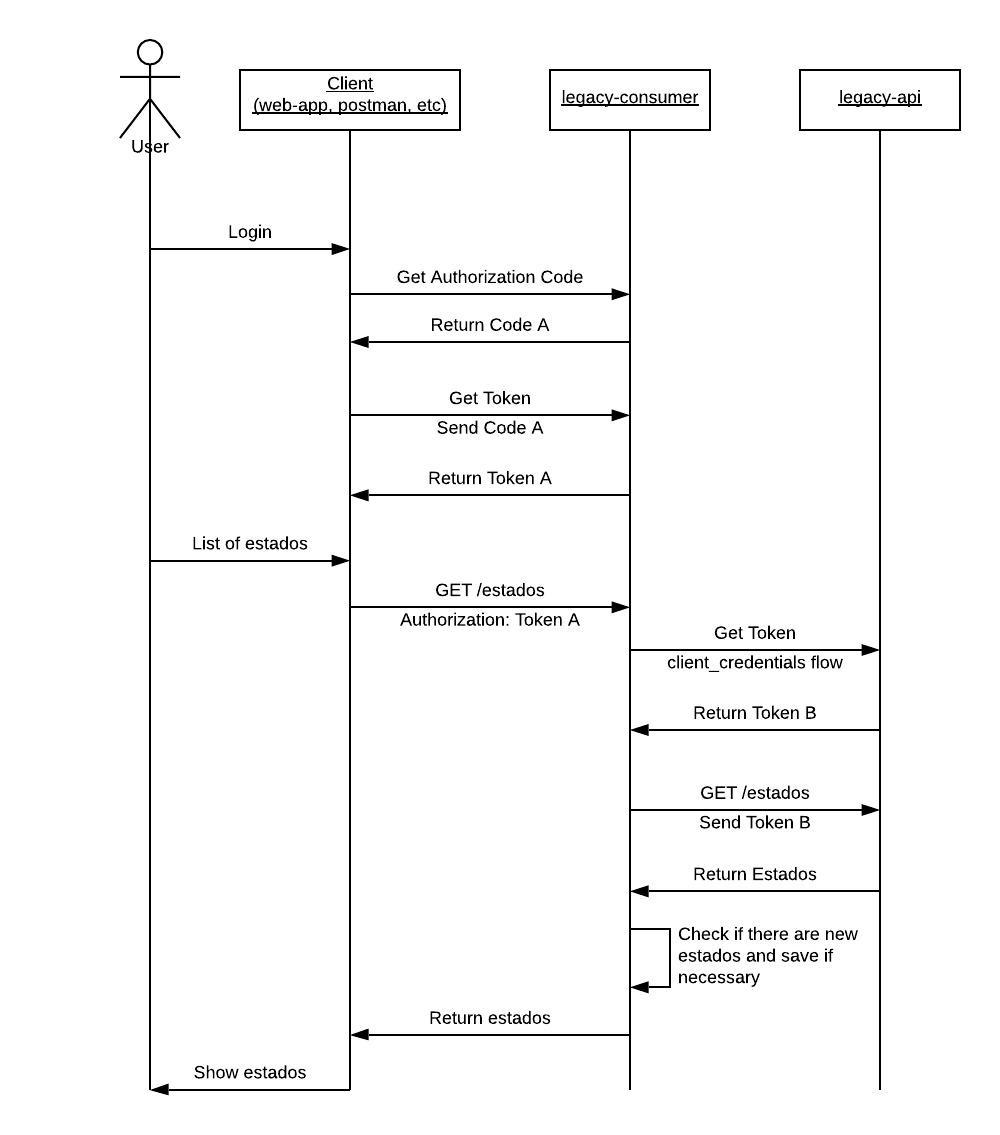 Client
(web-app, postman, etc)
legacy-consumer
legacy-api
User
Login
Get Authorization Code
Return Code A
Get Token
Send Code A
Return Token A
List of estados
GET /estados
Authorization: Token A
Get Token
client_credentials flow
Return Token B
GET /estados
Send Token B
Return Estados
Check if there are new
estados and save if
necessary
Return estados
Show estados